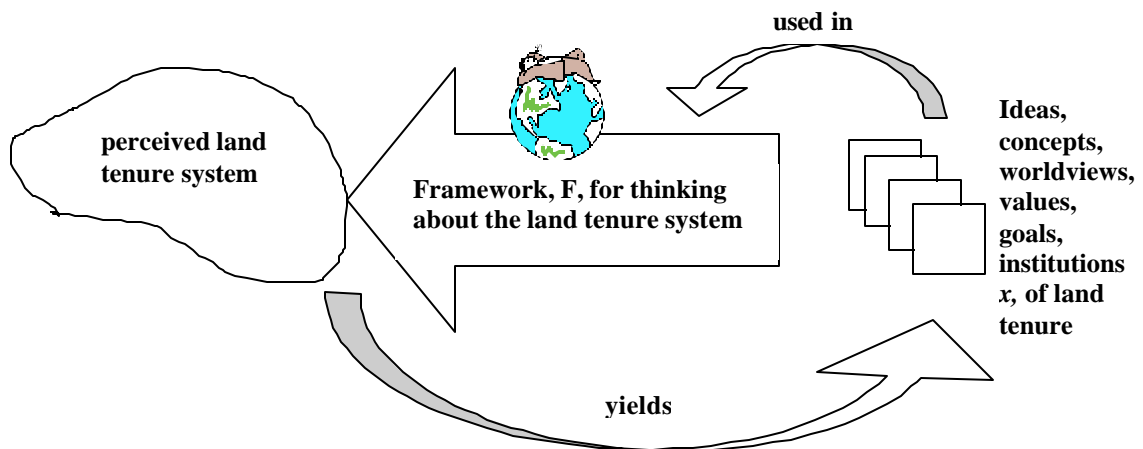 used in
perceived land
tenure system
Framework, F, for thinking
about the land tenure system
Ideas,
concepts,
worldviews,
values,
goals,
institutions
x, of land
tenure
yields